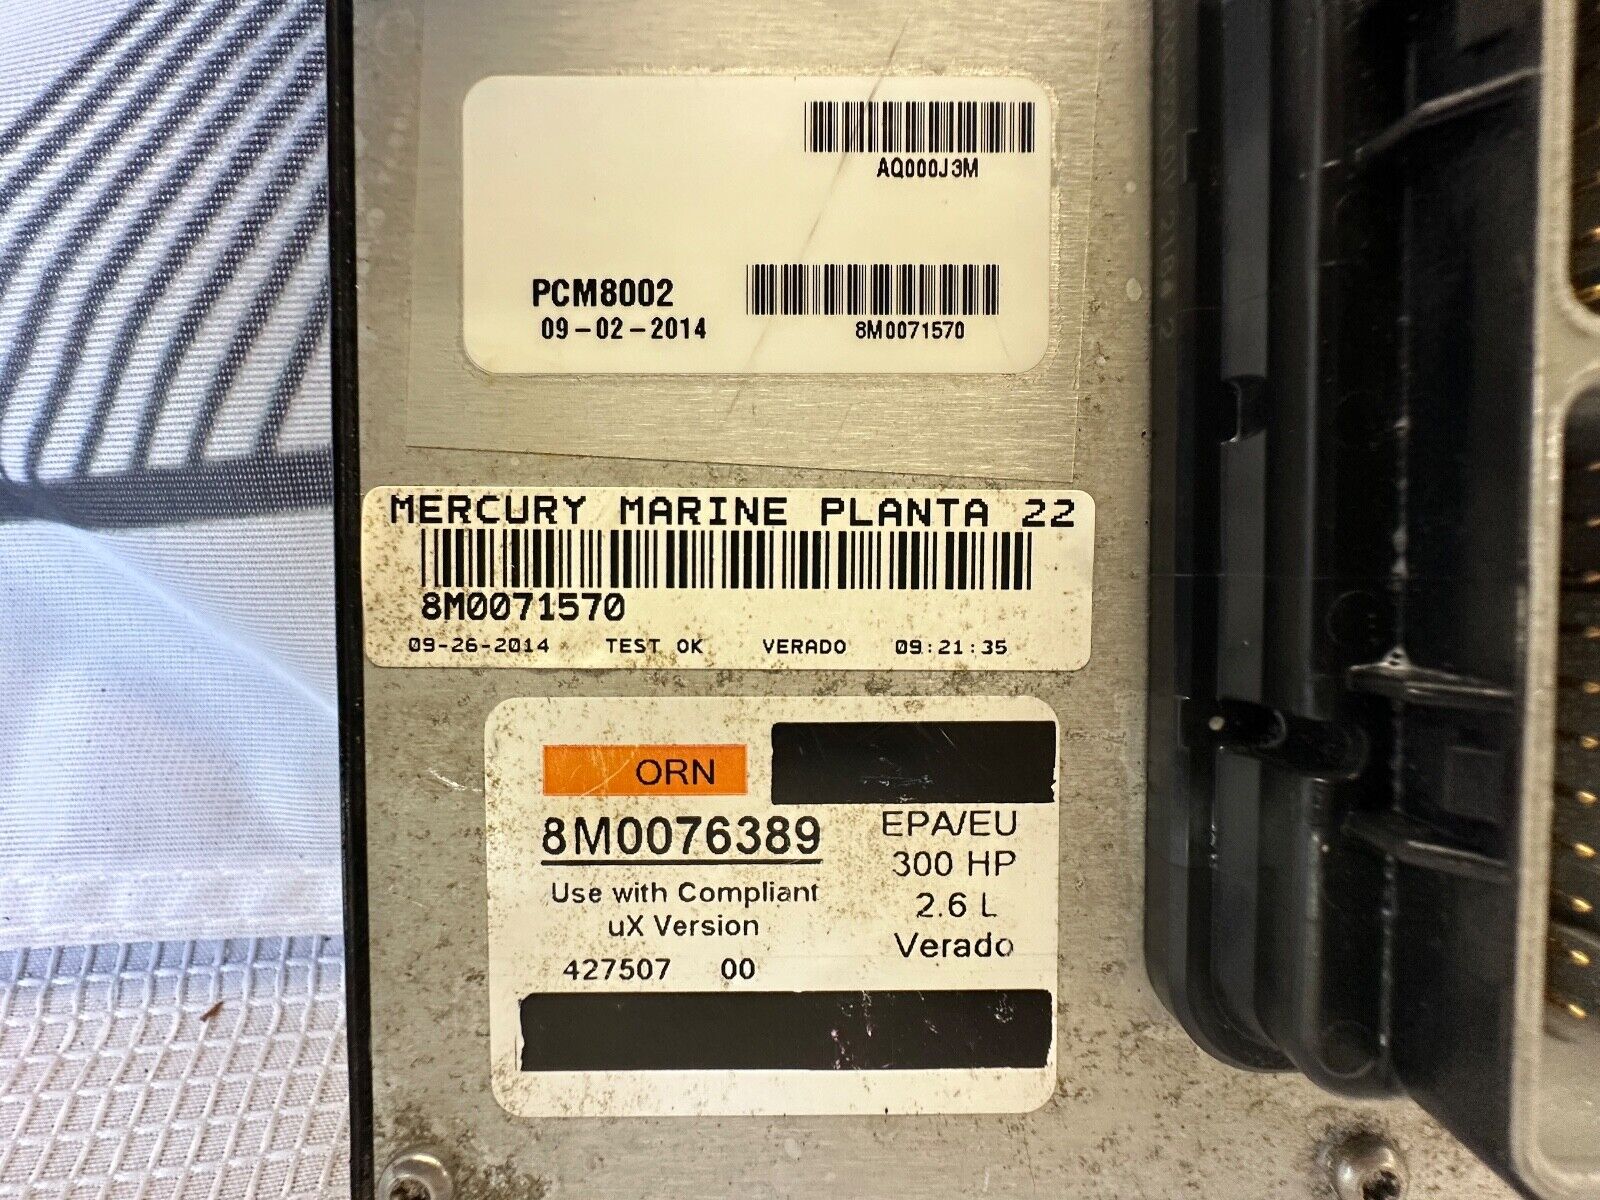 AQ000J3M
PCM8002
09-02-2014
8M0071570
MERCURY MARINE PLANTA 22
8M0071570
09-26-2014 TEST OK VERADO 09:21:35
ORN
8M0076389
Use with Compliant
uX Version
427507 00
EPA/EU
300 HP
2.6 L
Verado